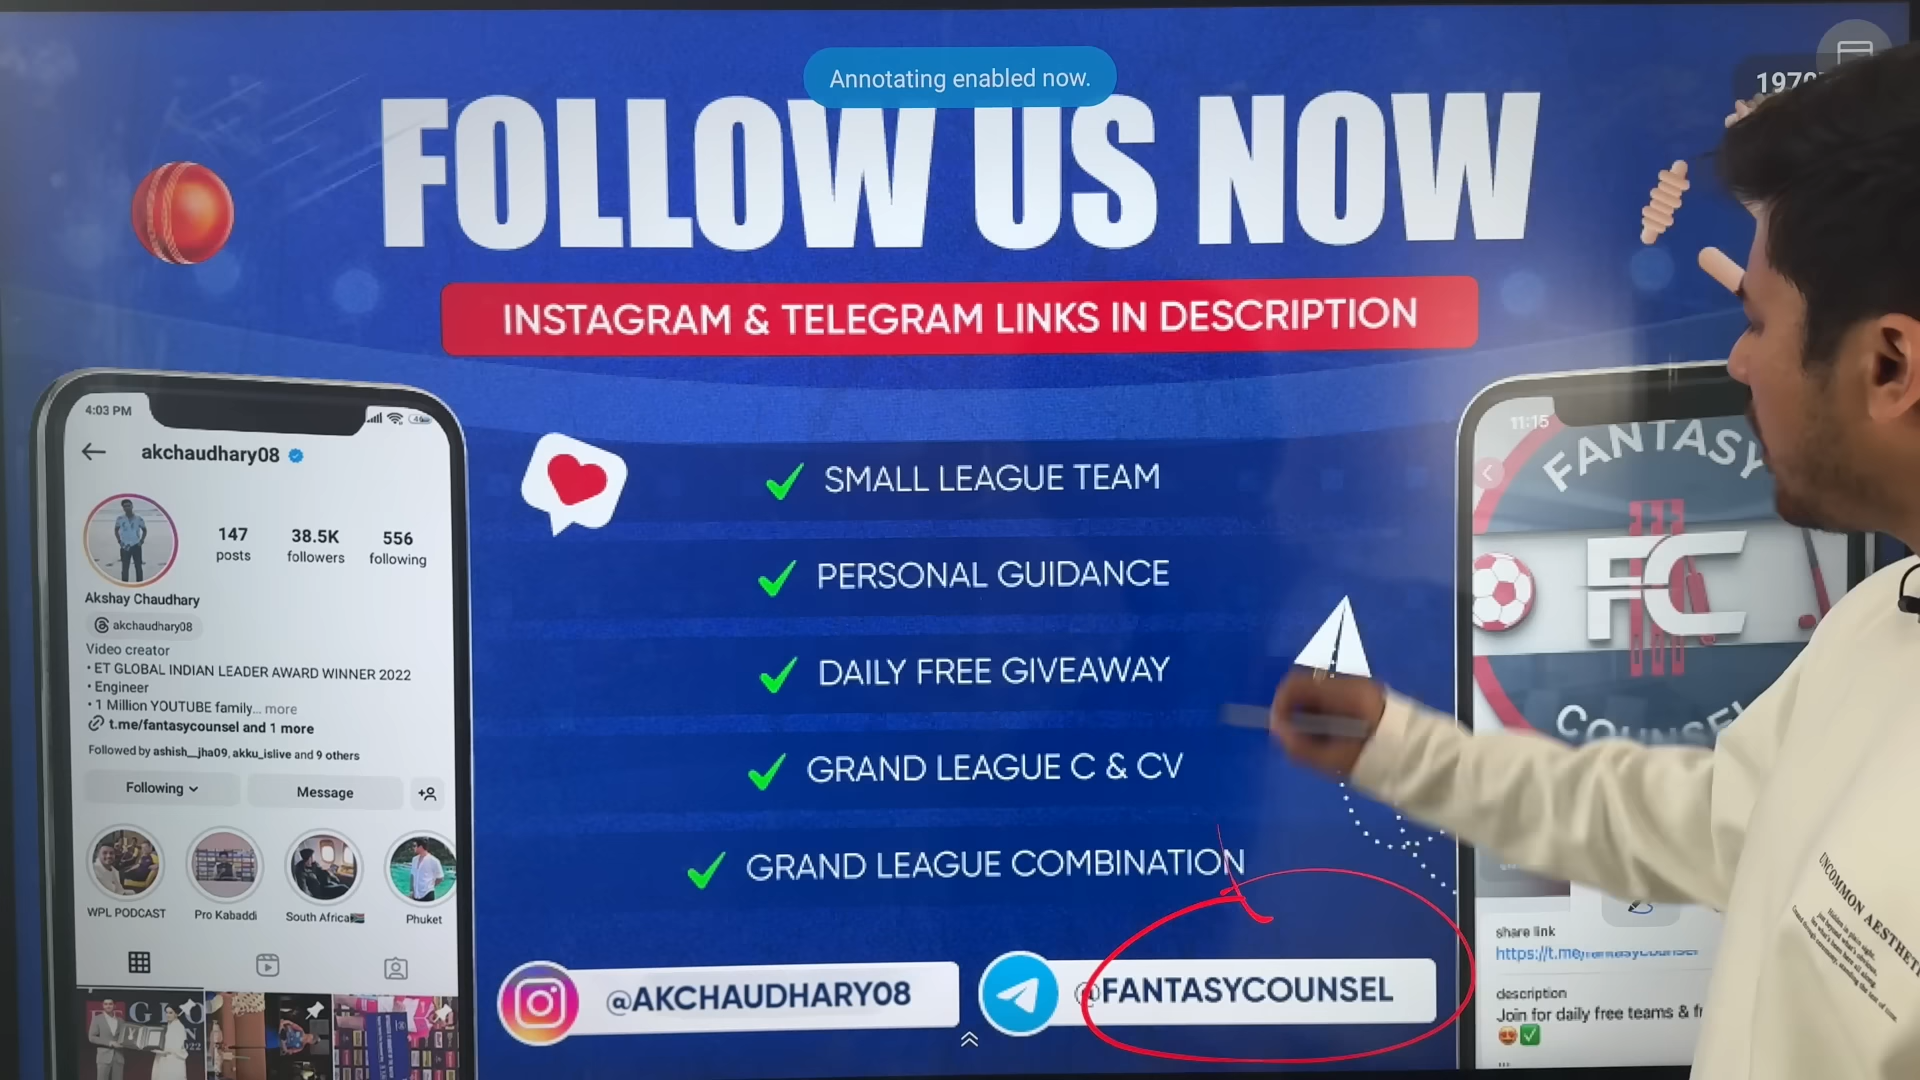 Annotating enabled now.
FOLLOW US NOW
INSTAGRAM & TELEGRAM LINKS IN DESCRIPTION
4:03 PM
akchaudhary08
147 posts
38.5K followers
556 following
Akshay Chaudhary
akchaudhary08
Video creator
• ET GLOBAL INDIAN LEADER AWARD WINNER 2022
• Engineer
• 1 Million YOUTUBE family... more
t.me/fantasycounsel and 1 more
Followed by ashish__jha09, akku_islive and 9 others
Following
Message
WPL PODCAST
Pro Kabaddi
South Africa🇿🇦
Phuket
SMALL LEAGUE TEAM
PERSONAL GUIDANCE
DAILY FREE GIVEAWAY
GRAND LEAGUE C & CV
GRAND LEAGUE COMBINATION
@AKCHAUDHARY08
@FANTASYCOUNSEL
11:15
FANTASY
FC
share link
https://t.me/fantasycounsel
description
Join for daily free teams &
UNCOMMON